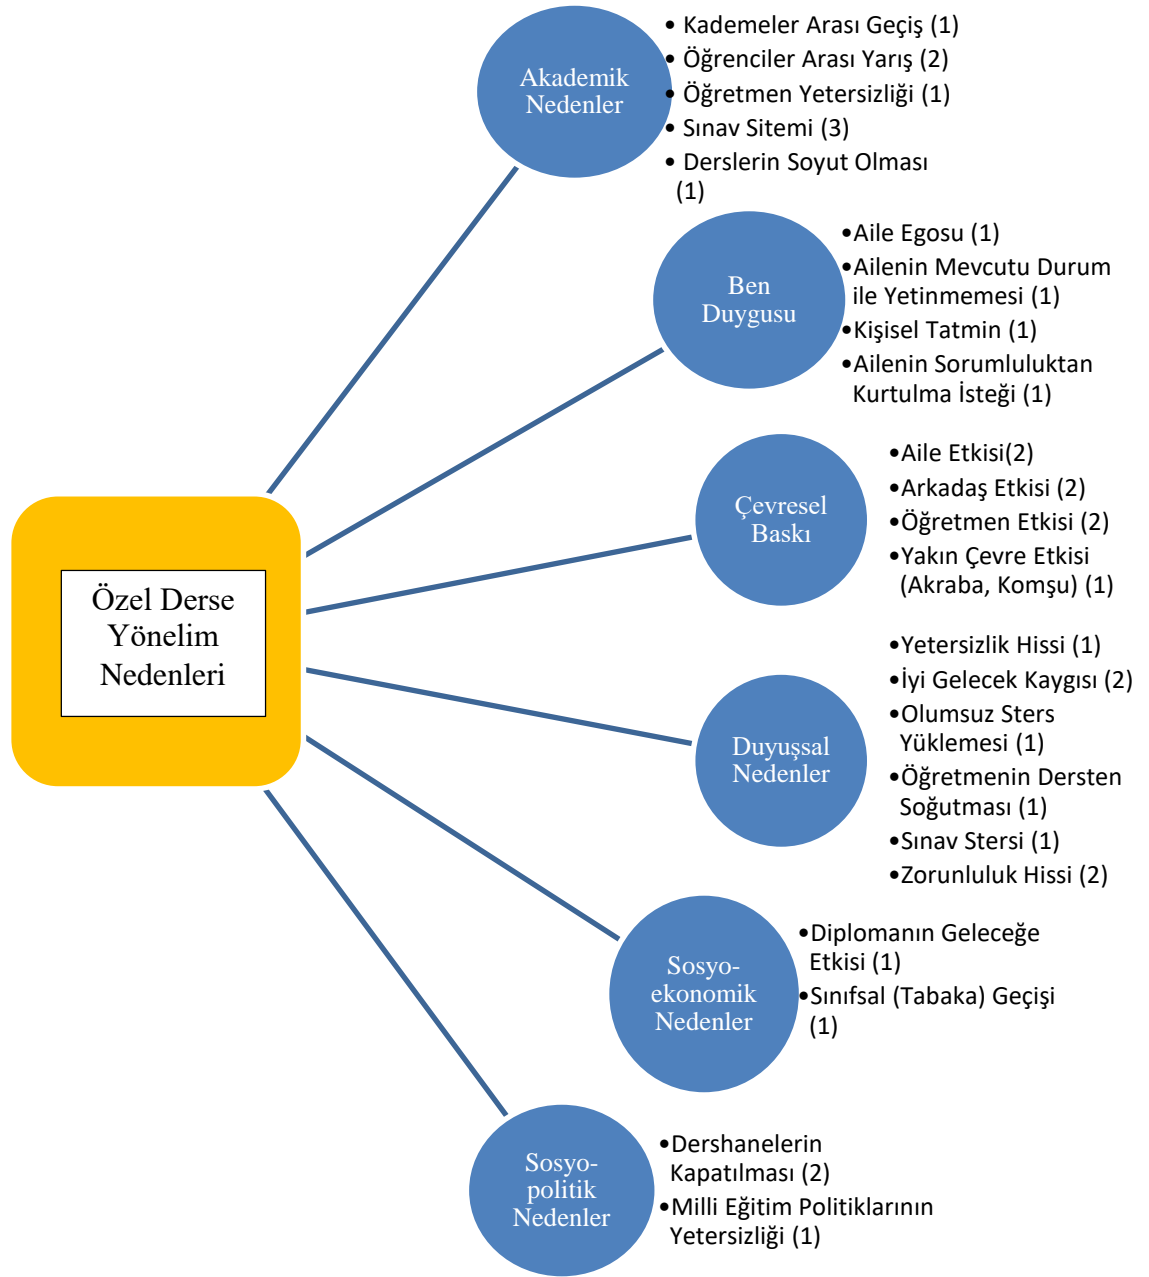 Akademik
Nedenler
• Kademeler Arası Geçiş (1)
• Öğrenciler Arası Yarış (2)
• Öğretmen Yetersizliği (1)
• Sınav Sitemi (3)
• Derslerin Soyut Olması
(1)
Ben
Duygusu
•Aile Egosu (1)
•Ailenin Mevcutu Durum
ile Yetinmemesi (1)
•Kişisel Tatmin (1)
•Ailenin Sorumluluktan
Kurtulma İsteği (1)
Çevresel
Baskı
•Aile Etkisi(2)
•Arkadaş Etkisi (2)
•Öğretmen Etkisi (2)
•Yakın Çevre Etkisi
(Akraba, Komşu) (1)
Özel Derse
Yönelim
Nedenleri
Duyuşsal
Nedenler
•Yetersizlik Hissi (1)
•İyi Gelecek Kaygısı (2)
•Olumsuz Sters
Yüklemesi (1)
•Öğretmenin Dersten
Soğutması (1)
•Sınav Stersi (1)
•Zorunluluk Hissi (2)
Sosyo-
ekonomik
Nedenler
•Diplomanın Geleceğe
Etkisi (1)
•Sınıfsal (Tabaka) Geçişi
(1)
Sosyo-
politik
Nedenler
•Dershanelerin
Kapatılması (2)
•Milli Eğitim Politiklarının
Yetersizliği (1)